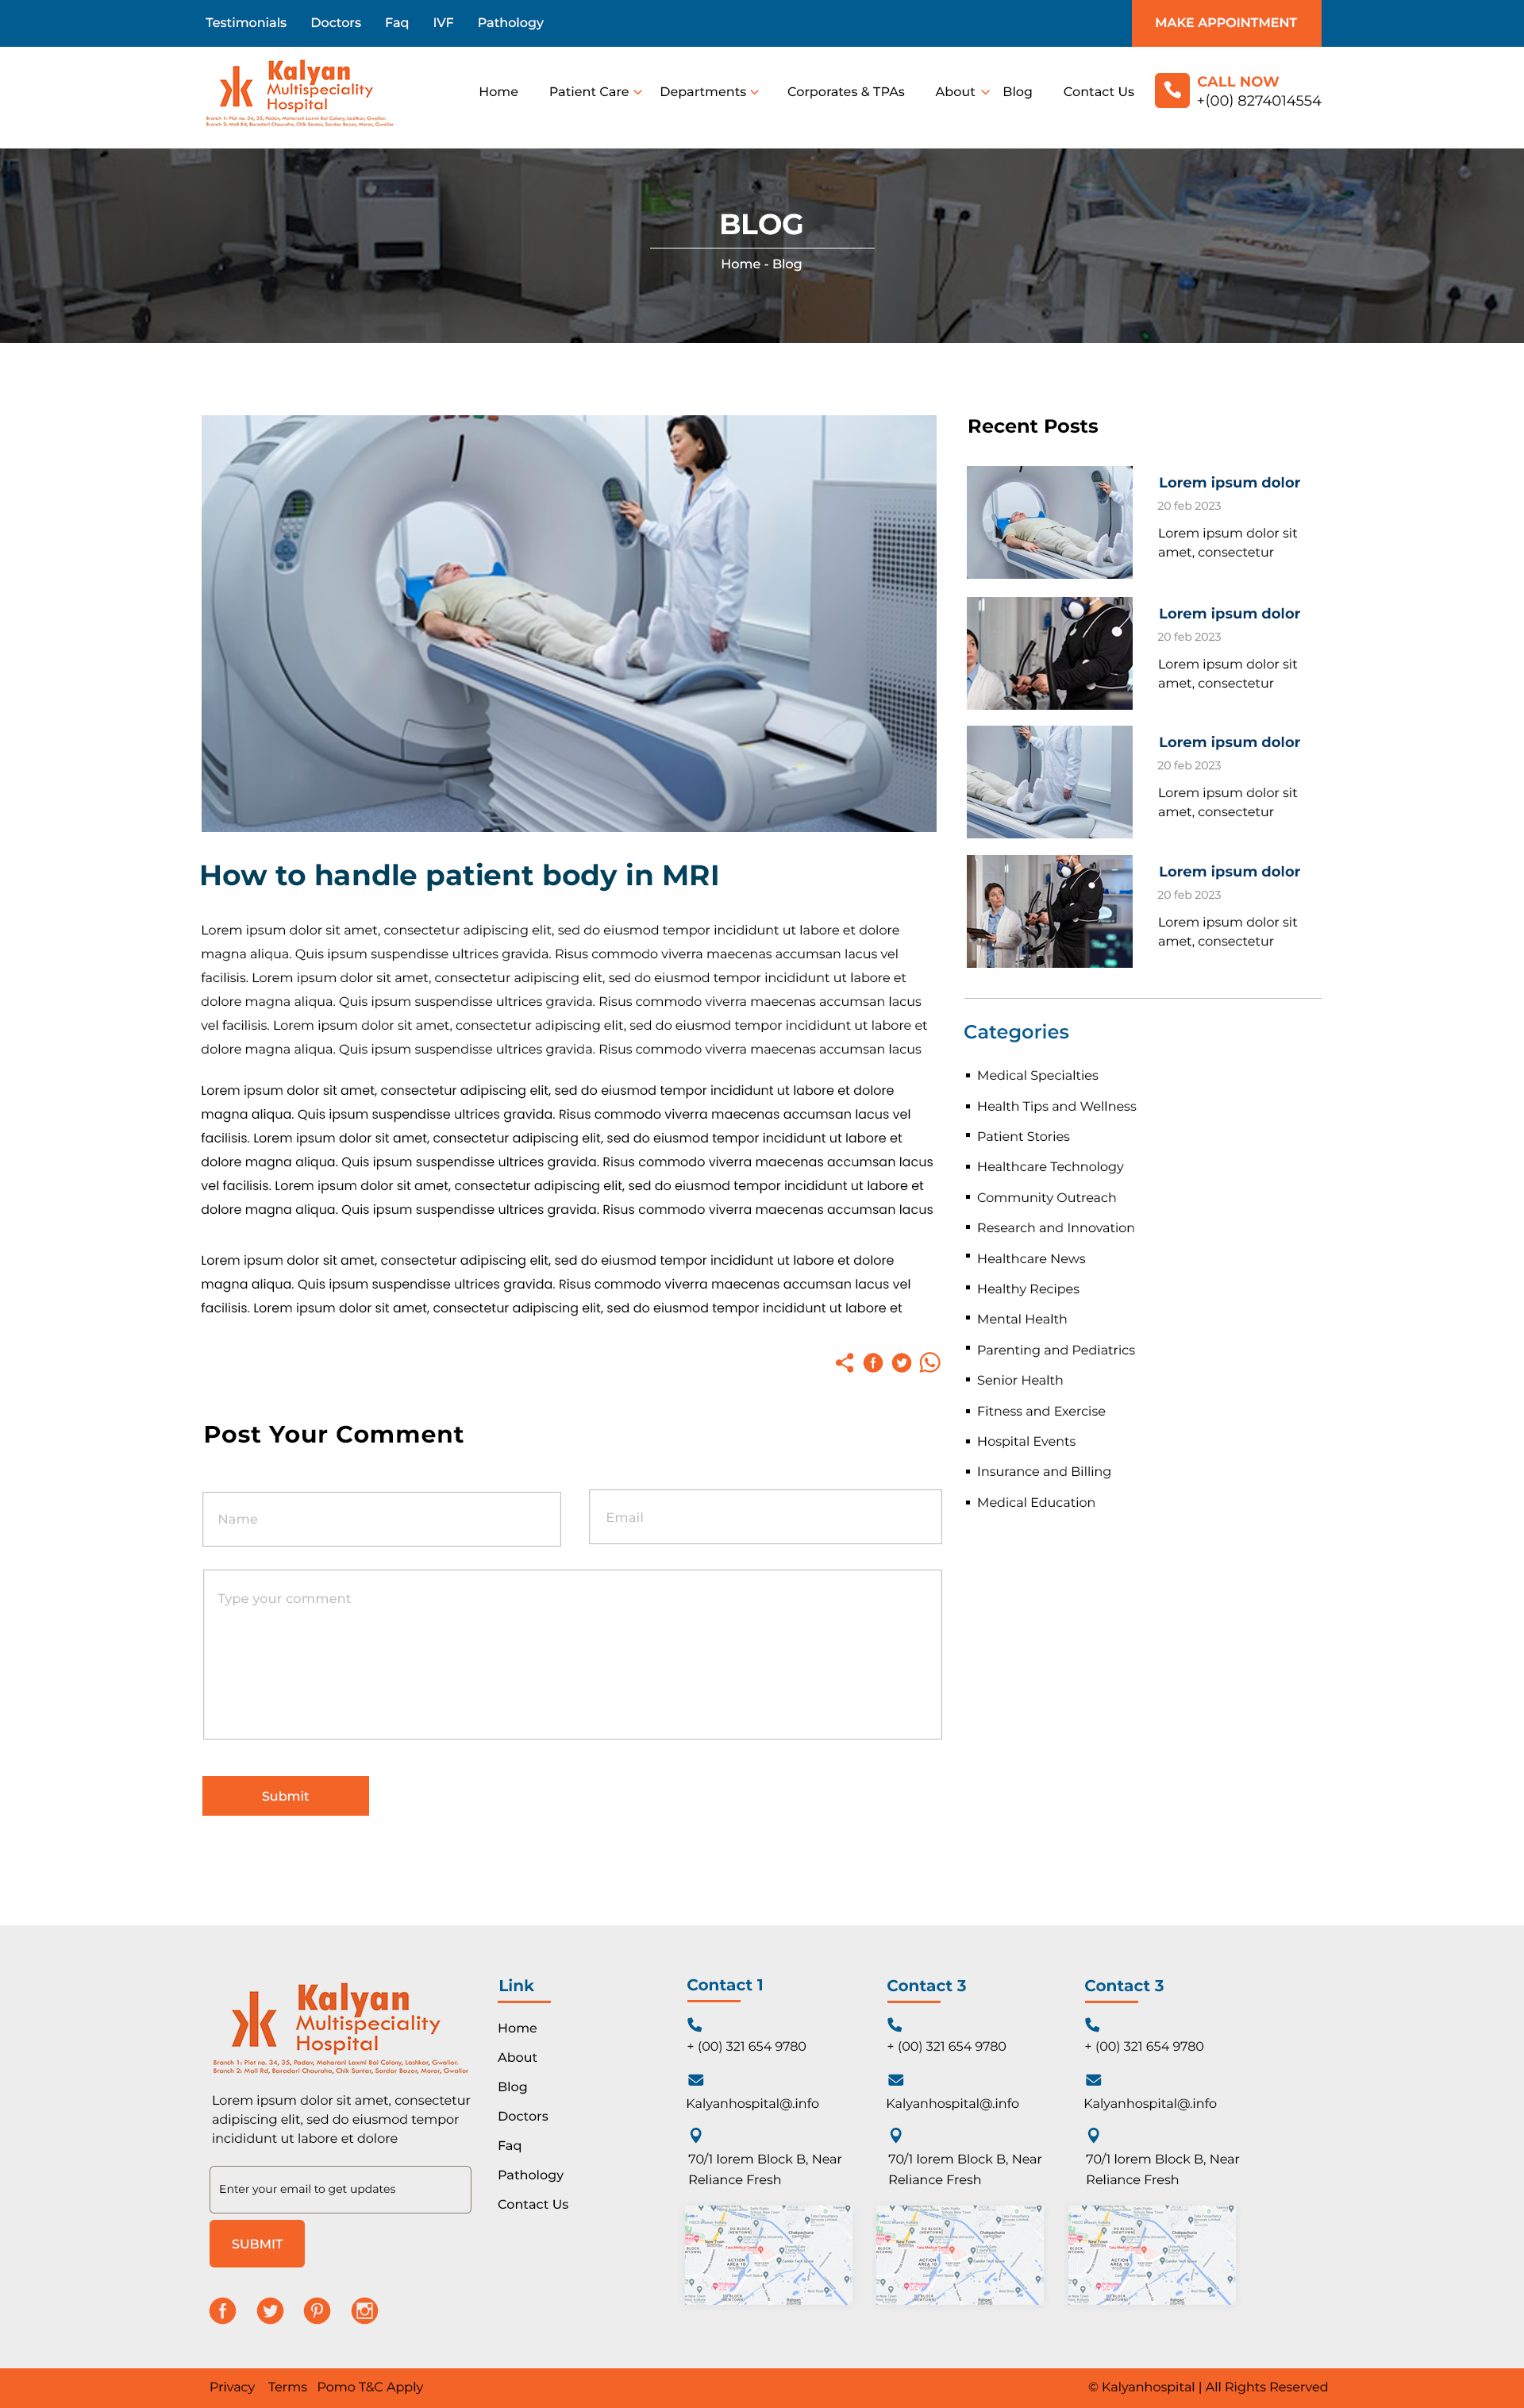 Testimonials Doctors Faq IVF Pathology MAKE APPOINTMENT
Kalyan
Multispeciality
Hospital
Branch 1: Plot no. 34, 35, Padav, Maharani Laxmi Bai Colony, Lashkar, Gwalior.
Branch 2: Mall Rd, Baradari Chauraha, Chik Santar, Sardar Bazar, Morar, Gwalior
Home Patient Care Departments Corporates & TPAs About Blog Contact Us
CALL NOW
+(00) 8274014554
BLOG
Home - Blog
How to handle patient body in MRI
Lorem ipsum dolor sit amet, consectetur adipiscing elit, sed do eiusmod tempor incididunt ut labore et dolore
magna aliqua. Quis ipsum suspendisse ultrices gravida. Risus commodo viverra maecenas accumsan lacus vel
facilisis. Lorem ipsum dolor sit amet, consectetur adipiscing elit, sed do eiusmod tempor incididunt ut labore et
dolore magna aliqua. Quis ipsum suspendisse ultrices gravida. Risus commodo viverra maecenas accumsan lacus
vel facilisis. Lorem ipsum dolor sit amet, consectetur adipiscing elit, sed do eiusmod tempor incididunt ut labore et
dolore magna aliqua. Quis ipsum suspendisse ultrices gravida. Risus commodo viverra maecenas accumsan lacus
Lorem ipsum dolor sit amet, consectetur adipiscing elit, sed do eiusmod tempor incididunt ut labore et dolore
magna aliqua. Quis ipsum suspendisse ultrices gravida. Risus commodo viverra maecenas accumsan lacus vel
facilisis. Lorem ipsum dolor sit amet, consectetur adipiscing elit, sed do eiusmod tempor incididunt ut labore et
dolore magna aliqua. Quis ipsum suspendisse ultrices gravida. Risus commodo viverra maecenas accumsan lacus
vel facilisis. Lorem ipsum dolor sit amet, consectetur adipiscing elit, sed do eiusmod tempor incididunt ut labore et
dolore magna aliqua. Quis ipsum suspendisse ultrices gravida. Risus commodo viverra maecenas accumsan lacus
Lorem ipsum dolor sit amet, consectetur adipiscing elit, sed do eiusmod tempor incididunt ut labore et dolore
magna aliqua. Quis ipsum suspendisse ultrices gravida. Risus commodo viverra maecenas accumsan lacus vel
facilisis. Lorem ipsum dolor sit amet, consectetur adipiscing elit, sed do eiusmod tempor incididunt ut labore et
Post Your Comment
Name
Email
Type your comment
Submit
Recent Posts
Lorem ipsum dolor
20 feb 2023
Lorem ipsum dolor sit
amet, consectetur
Lorem ipsum dolor
20 feb 2023
Lorem ipsum dolor sit
amet, consectetur
Lorem ipsum dolor
20 feb 2023
Lorem ipsum dolor sit
amet, consectetur
Lorem ipsum dolor
20 feb 2023
Lorem ipsum dolor sit
amet, consectetur
Categories
Medical Specialties
Health Tips and Wellness
Patient Stories
Healthcare Technology
Community Outreach
Research and Innovation
Healthcare News
Healthy Recipes
Mental Health
Parenting and Pediatrics
Senior Health
Fitness and Exercise
Hospital Events
Insurance and Billing
Medical Education
Kalyan
Multispeciality
Hospital
Branch 1: Plot no. 34, 35, Padav, Maharani Laxmi Bai Colony, Lashkar, Gwalior.
Branch 2: Mall Rd, Baradari Chauraha, Chik Santar, Sardar Bazar, Morar, Gwalior
Lorem ipsum dolor sit amet, consectetur
adipiscing elit, sed do eiusmod tempor
incididunt ut labore et dolore
Enter your email to get updates
SUBMIT
Link
Home
About
Blog
Doctors
Faq
Pathology
Contact Us
Contact 1
+ (00) 321 654 9780
Kalyanhospital@.info
70/1 lorem Block B, Near
Reliance Fresh
Contact 3
+ (00) 321 654 9780
Kalyanhospital@.info
70/1 lorem Block B, Near
Reliance Fresh
Contact 3
+ (00) 321 654 9780
Kalyanhospital@.info
70/1 lorem Block B, Near
Reliance Fresh
Privacy Terms Pomo T&C Apply
© Kalyanhospital | All Rights Reserved